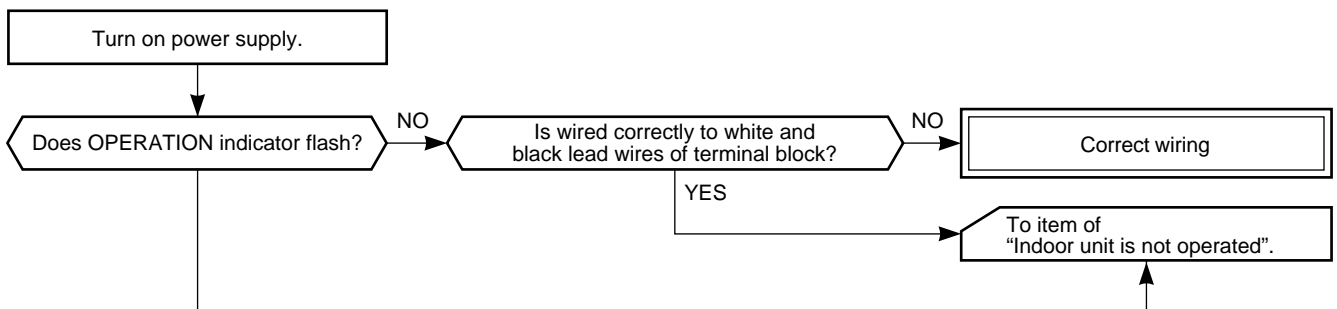 Turn on power supply.
Does OPERATION indicator flash?
NO
Is wired correctly to white and
black lead wires of terminal block?
NO
Correct wiring
YES
To item of
“Indoor unit is not operated”.